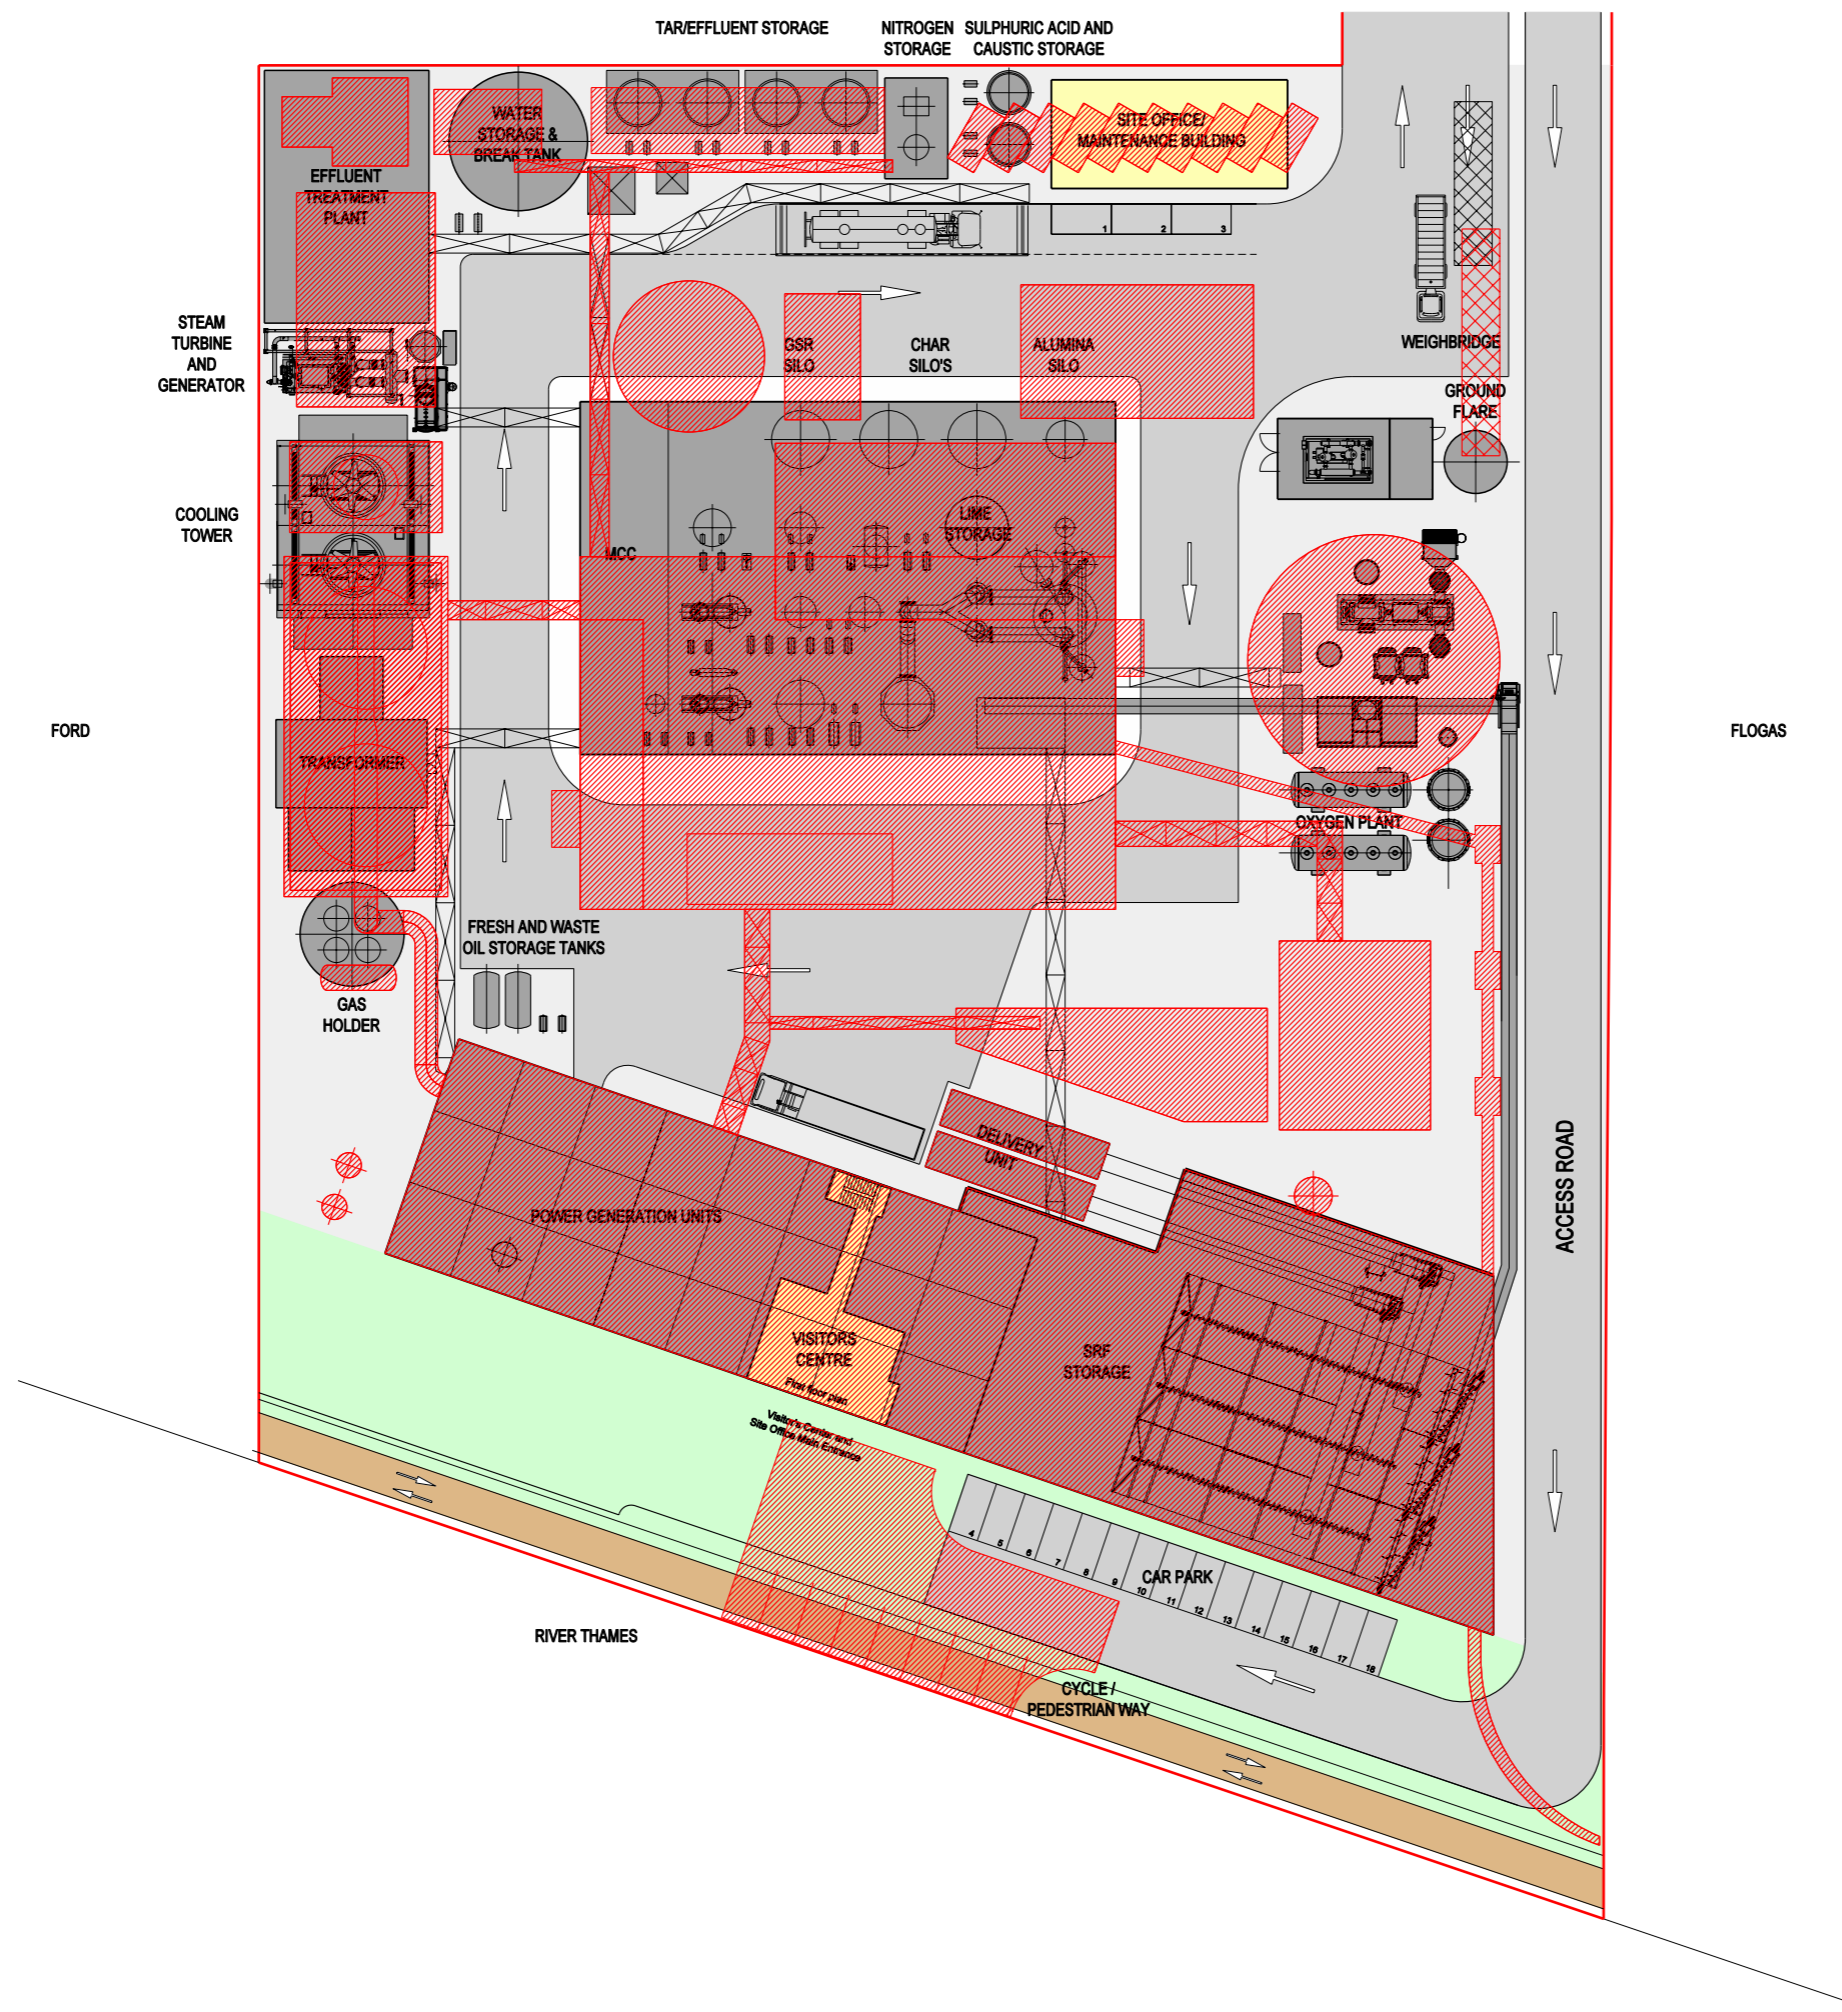 TAR/EFFLUENT STORAGE
NITROGEN
STORAGE
SULPHURIC ACID AND
CAUSTIC STORAGE
WATER
STORAGE &
BREAK TANK
SITE OFFICE/
MAINTENANCE BUILDING
EFFLUENT
TREATMENT
PLANT
1
2
3
STEAM
TURBINE
AND
GENERATOR
GSR
SILO
CHAR
SILO'S
ALUMINA
SILO
WEIGHBRIDGE
GROUND
FLARE
COOLING
TOWER
LIME
STORAGE
MCC
FORD
FLOGAS
TRANSFORMER
OXYGEN PLANT
FRESH AND WASTE
OIL STORAGE TANKS
GAS
HOLDER
DELIVERY
UNIT
ACCESS ROAD
POWER GENERATION UNITS
VISITORS
CENTRE
First floor plan
SRF
STORAGE
Visitor's Center and
Site Office Main Entrance
4
5
6
7
8
9
10
11
12
13
14
15
16
17
18
CAR PARK
RIVER THAMES
CYCLE /
PEDESTRIAN WAY